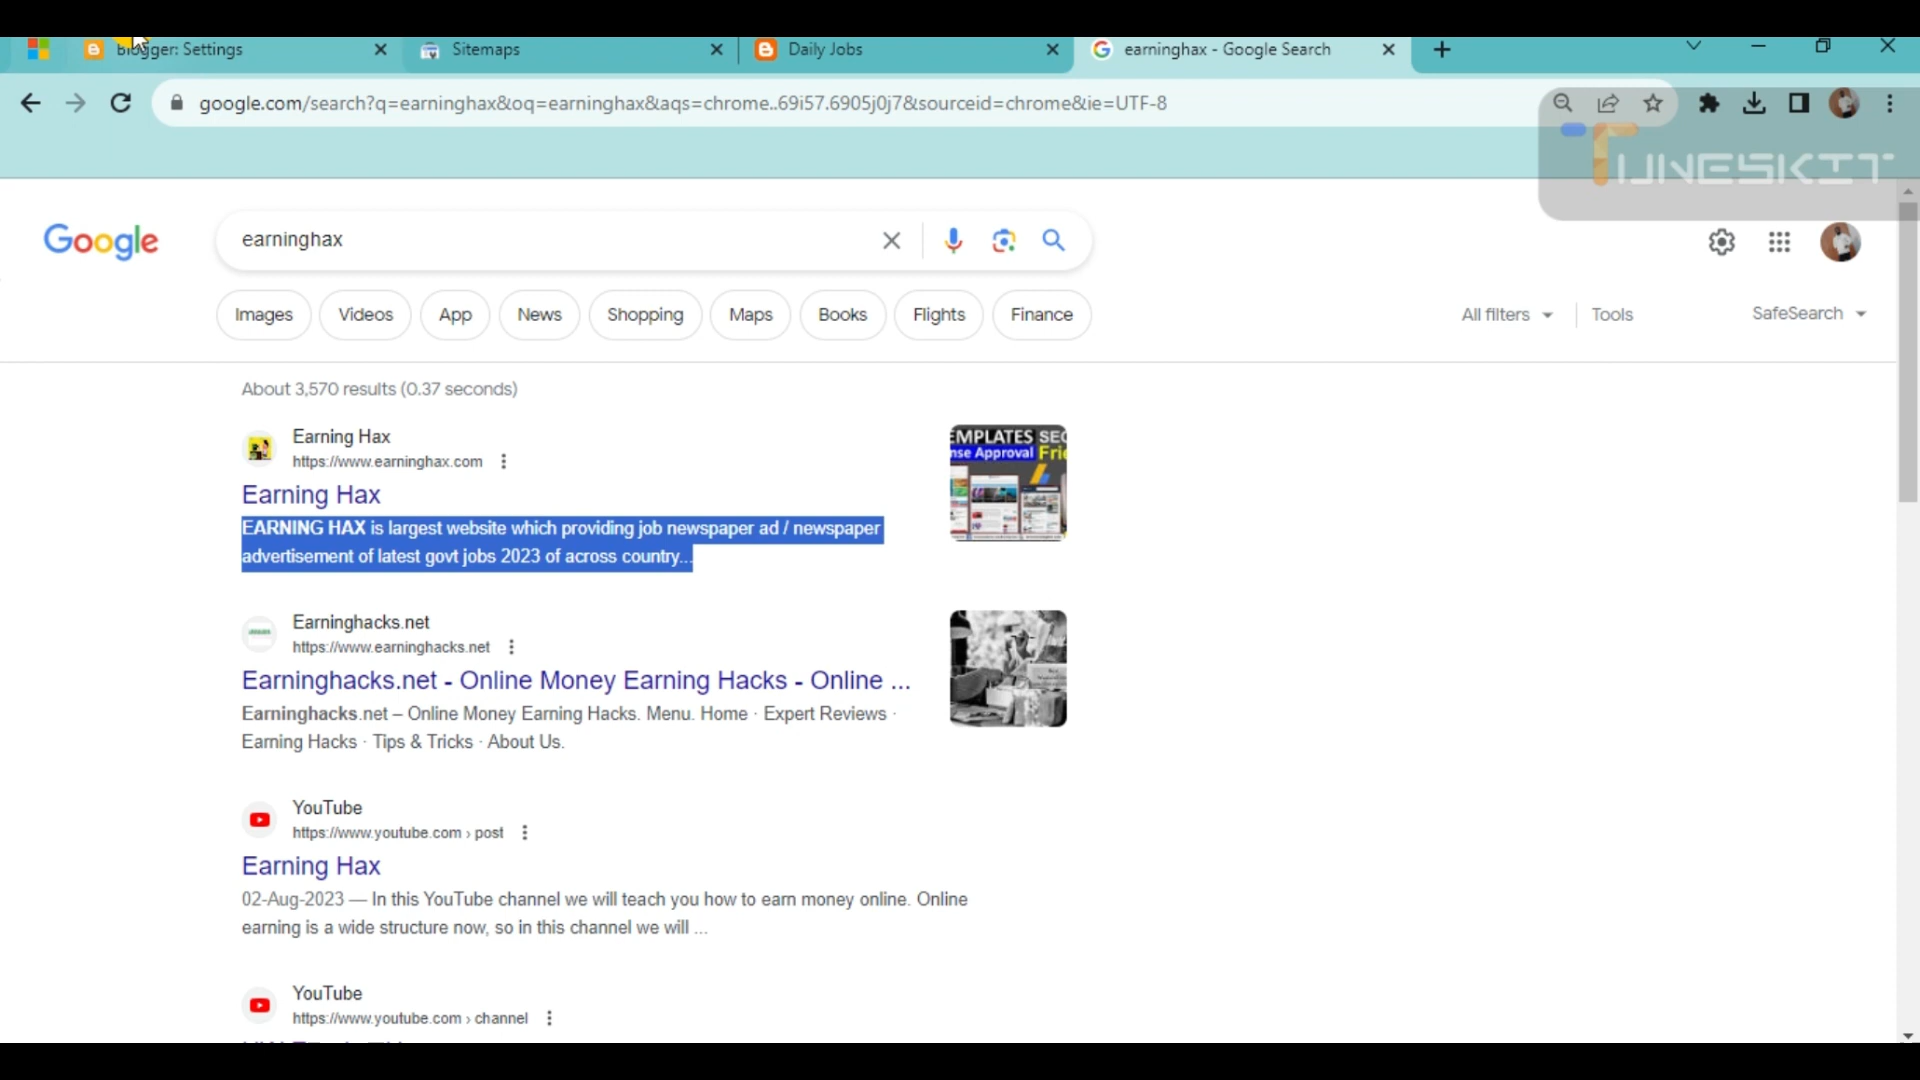 Blogger: Settings
Sitemaps
Daily Jobs
earninghax - Google Search
google.com/search?q=earninghax&oq=earninghax&aqs=chrome..69i57.6905j0j7&sourceid=chrome&ie=UTF-8
TUNESKIT
Google
earninghax
Images
Videos
App
News
Shopping
Maps
Books
Flights
Finance
All filters
Tools
SafeSearch
About 3,570 results (0.37 seconds)
Earning Hax
https://www.earninghax.com
Earning Hax
EARNING HAX is largest website which providing job newspaper ad / newspaper
advertisement of latest govt jobs 2023 of across country...
EMPLATES SEO
nse Approval Frie
Earninghacks.net
https://www.earninghacks.net
Earninghacks.net - Online Money Earning Hacks - Online ...
Earninghacks.net – Online Money Earning Hacks. Menu. Home · Expert Reviews ·
Earning Hacks · Tips & Tricks · About Us.
YouTube
https://www.youtube.com › post
Earning Hax
02-Aug-2023 — In this YouTube channel we will teach you how to earn money online. Online
earning is a wide structure now, so in this channel we will ...
YouTube
https://www.youtube.com › channel